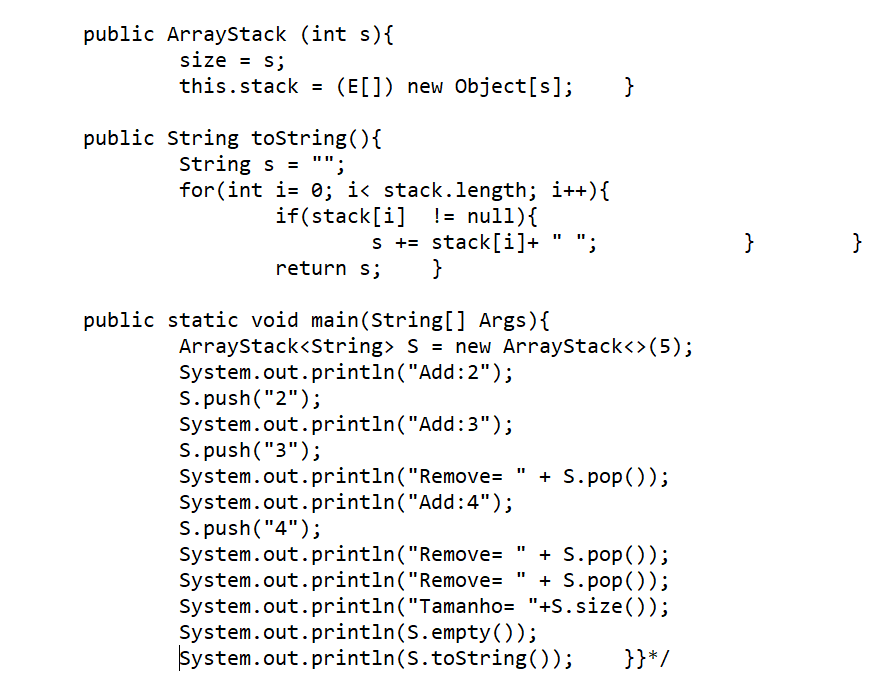 public ArrayStack (int s){
size = s;
this.stack = (E[]) new Object[s];    }
public String toString(){
String s = "";
for(int i= 0; i< stack.length; i++){
if(stack[i]  != null){
s += stack[i]+ " ";            }        }
return s;    }
public static void main(String[] Args){
ArrayStack<String> S = new ArrayStack<>(5);
System.out.println("Add:2");
S.push("2");
System.out.println("Add:3");
S.push("3");
System.out.println("Remove= " + S.pop());
System.out.println("Add:4");
S.push("4");
System.out.println("Remove= " + S.pop());
System.out.println("Remove= " + S.pop());
System.out.println("Tamanho= "+S.size());
System.out.println(S.empty());
System.out.println(S.toString());    }}*/